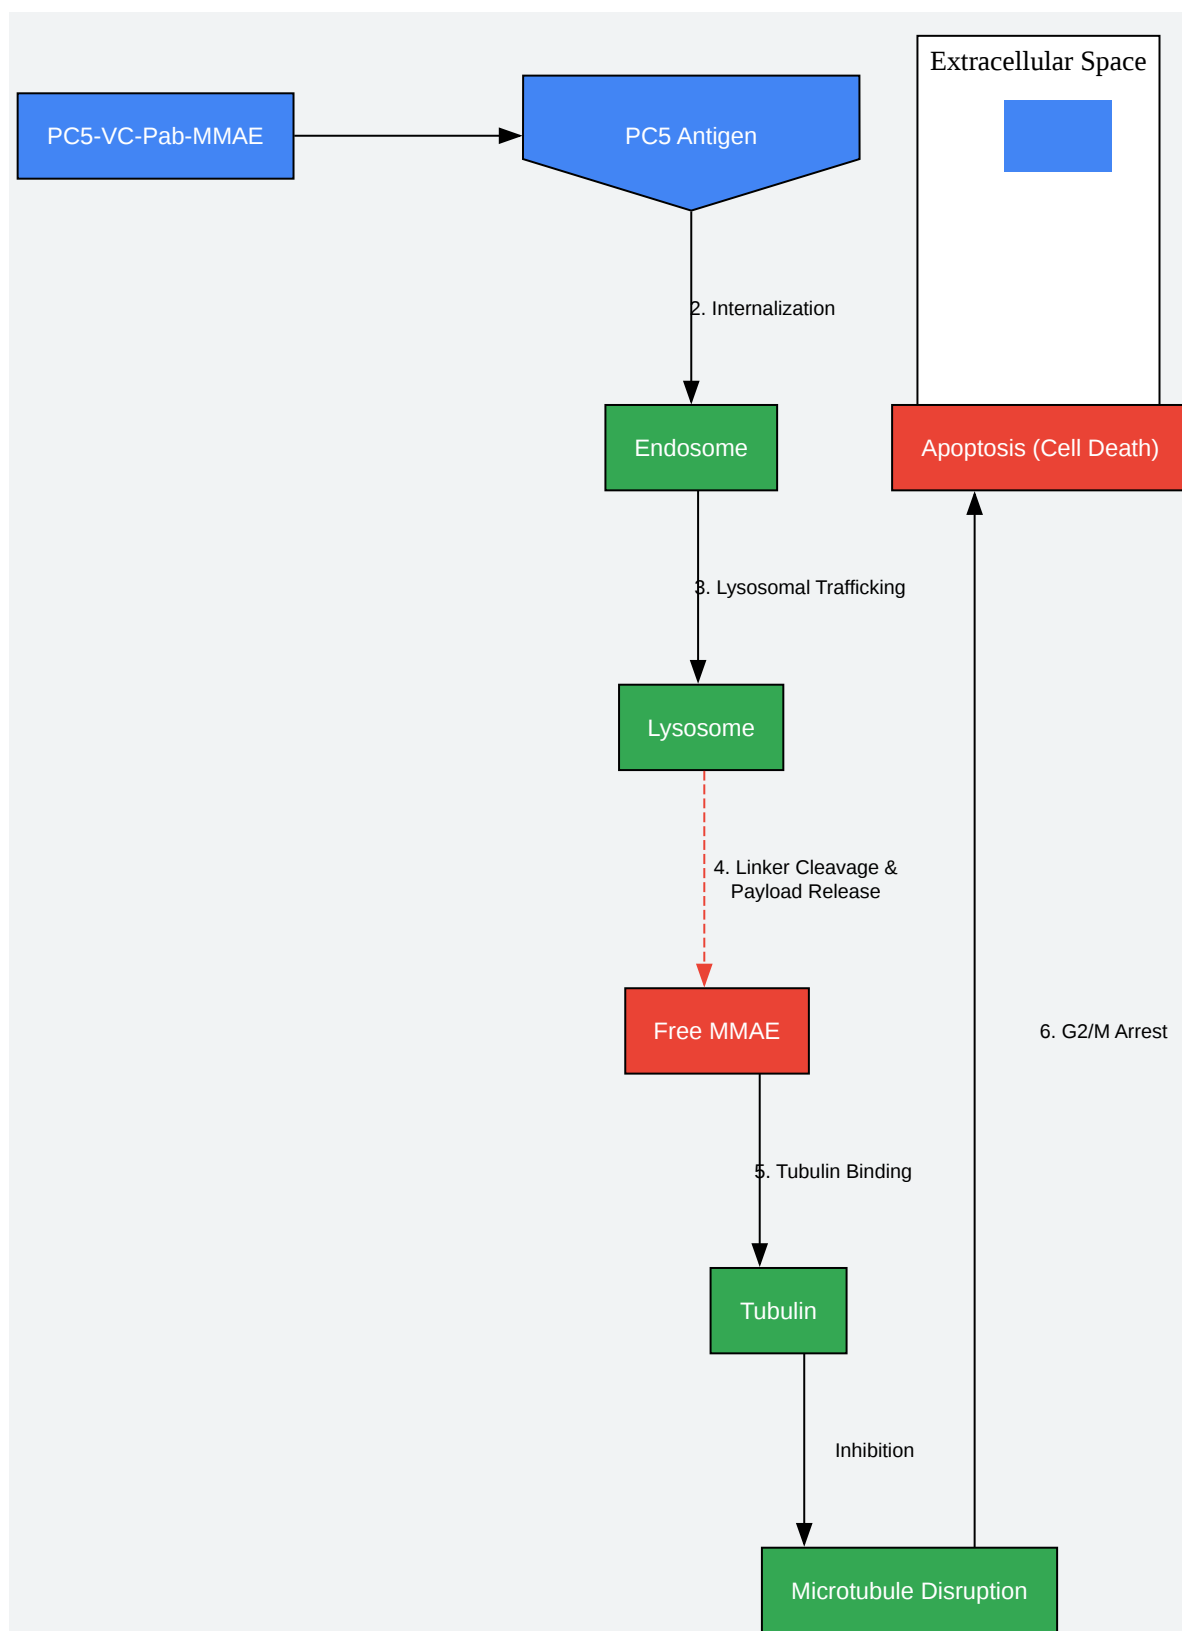 Extracellular Space
PC5-VC-Pab-MMAE
PC5 Antigen
2. Internalization
Endosome
Apoptosis (Cell Death)
3. Lysosomal Trafficking
Lysosome
4. Linker Cleavage &
Payload Release
Free MMAE
6. G2/M Arrest
5. Tubulin Binding
Tubulin
Inhibition
Microtubule Disruption